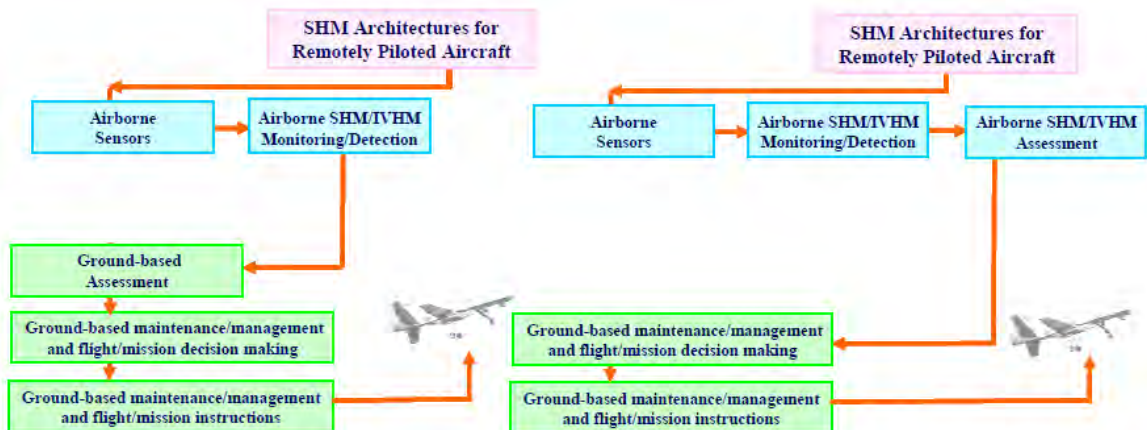 SHM Architectures for
Remotely Piloted Aircraft
Airborne
Sensors
Airborne SHM/IVHM
Monitoring/Detection
Ground-based
Assessment
Ground-based maintenance/management
and flight/mission decision making
Ground-based maintenance/management
and flight/mission instructions
SHM Architectures for
Remotely Piloted Aircraft
Airborne
Sensors
Airborne SHM/IVHM
Monitoring/Detection
Airborne SHM/IVHM
Assessment
Ground-based maintenance/management
and flight/mission decision making
Ground-based maintenance/management
and flight/mission instructions